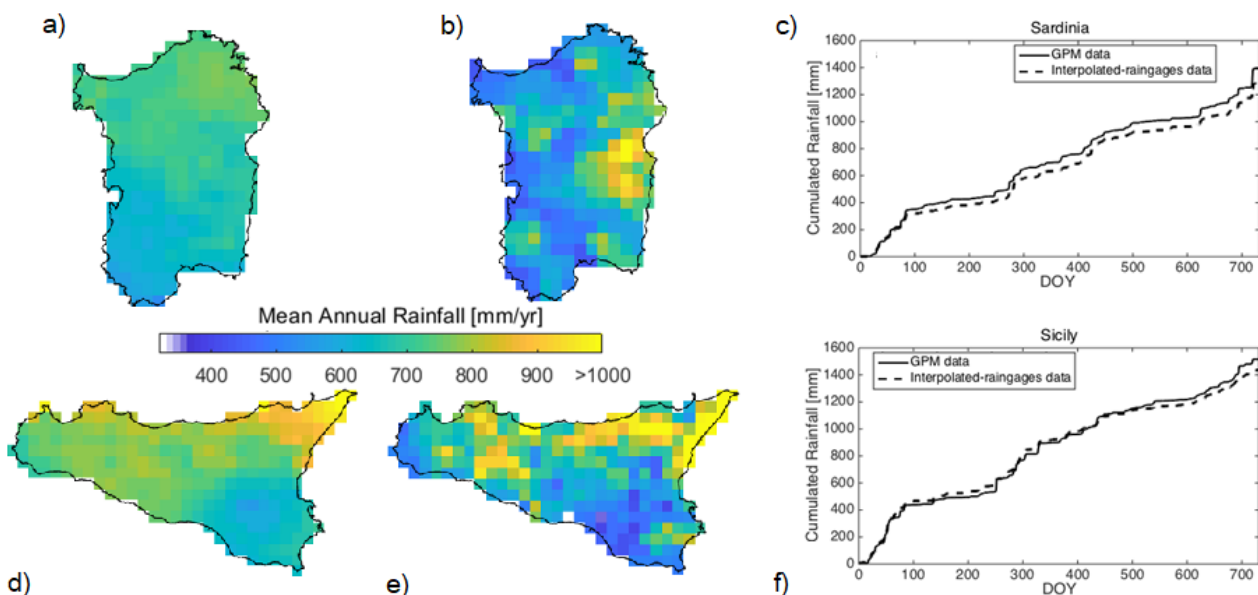 a)
b)
c)
Sardinia
GPM data
Interpolated-raingages data
Cumulated Rainfall [mm]
1600
1400
1200
1000
800
600
400
200
0
0 100 200 300 400 500 600 700
DOY
Mean Annual Rainfall [mm/yr]
400 500 600 700 800 900 >1000
Sicily
GPM data
Interpolated-raingages data
Cumulated Rainfall [mm]
1600
1400
1200
1000
800
600
400
200
0
0 100 200 300 400 500 600 700
DOY
d)
e)
f)